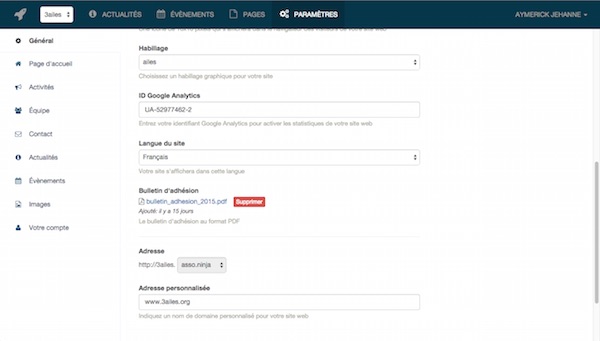 3ailes
ACTUALITÉS
ÉVÈNEMENTS
PAGES
PARAMÈTRES
AYMERICK JEHANNE
Général
Page d'accueil
Activités
Équipe
Contact
Actualités
Évènements
Images
Votre compte
Habillage
ailes
Choisissez un habillage graphique pour votre site
ID Google Analytics
UA-52977462-2
Entrez votre identifiant Google Analytics pour activer les statistiques de votre site web
Langue du site
Français
Votre site s'affichera dans cette langue
Bulletin d'adhésion
bulletin_adhesion_2015.pdf Supprimer
Ajouté: il y a 15 jours
Le bulletin d'adhésion au format PDF
Adresse
http://3ailes. asso.ninja
Adresse personnalisée
www.3ailes.org
Indiquez un nom de domaine personnalisé pour votre site web